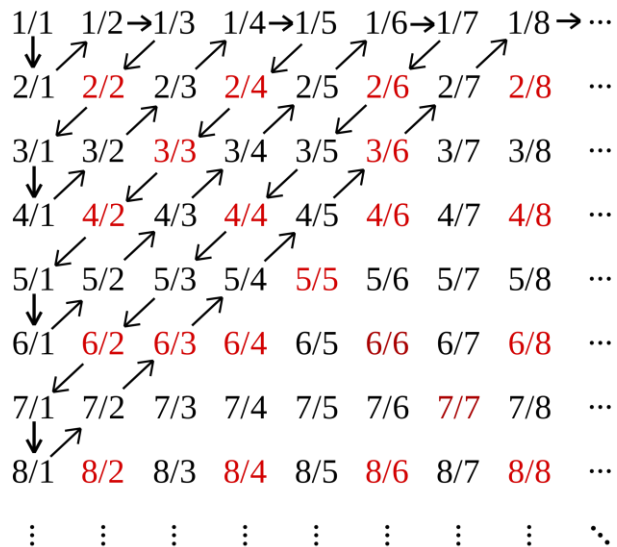 1/1 1/2 1/3 1/4 1/5 1/6 1/7 1/8 ⋯
2/1 2/2 2/3 2/4 2/5 2/6 2/7 2/8 ⋯
3/1 3/2 3/3 3/4 3/5 3/6 3/7 3/8 ⋯
4/1 4/2 4/3 4/4 4/5 4/6 4/7 4/8 ⋯
5/1 5/2 5/3 5/4 5/5 5/6 5/7 5/8 ⋯
6/1 6/2 6/3 6/4 6/5 6/6 6/7 6/8 ⋯
7/1 7/2 7/3 7/4 7/5 7/6 7/7 7/8 ⋯
8/1 8/2 8/3 8/4 8/5 8/6 8/7 8/8 ⋯
⋮ ⋮ ⋮ ⋮ ⋮ ⋮ ⋮ ⋮ ⋱